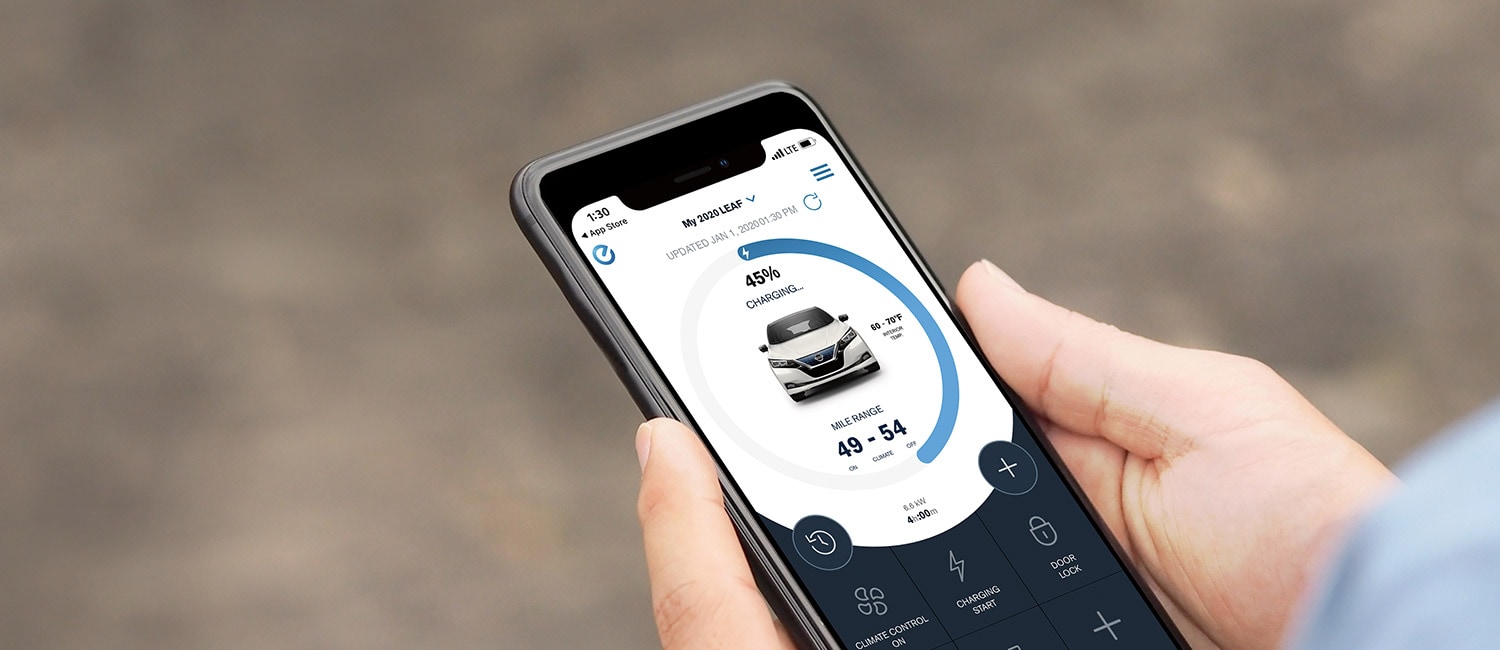 1:30
LTE
◀ App Store
My 2020 LEAF
UPDATED JAN 1, 2020 01:30 PM
45%
CHARGING...
60 - 70°F
INTERIOR
TEMP.
MILE RANGE
49 - 54
ON CLIMATE OFF
6.6 kW
4h:00m
CLIMATE CONTROL
ON
CHARGING
START
DOOR
LOCK